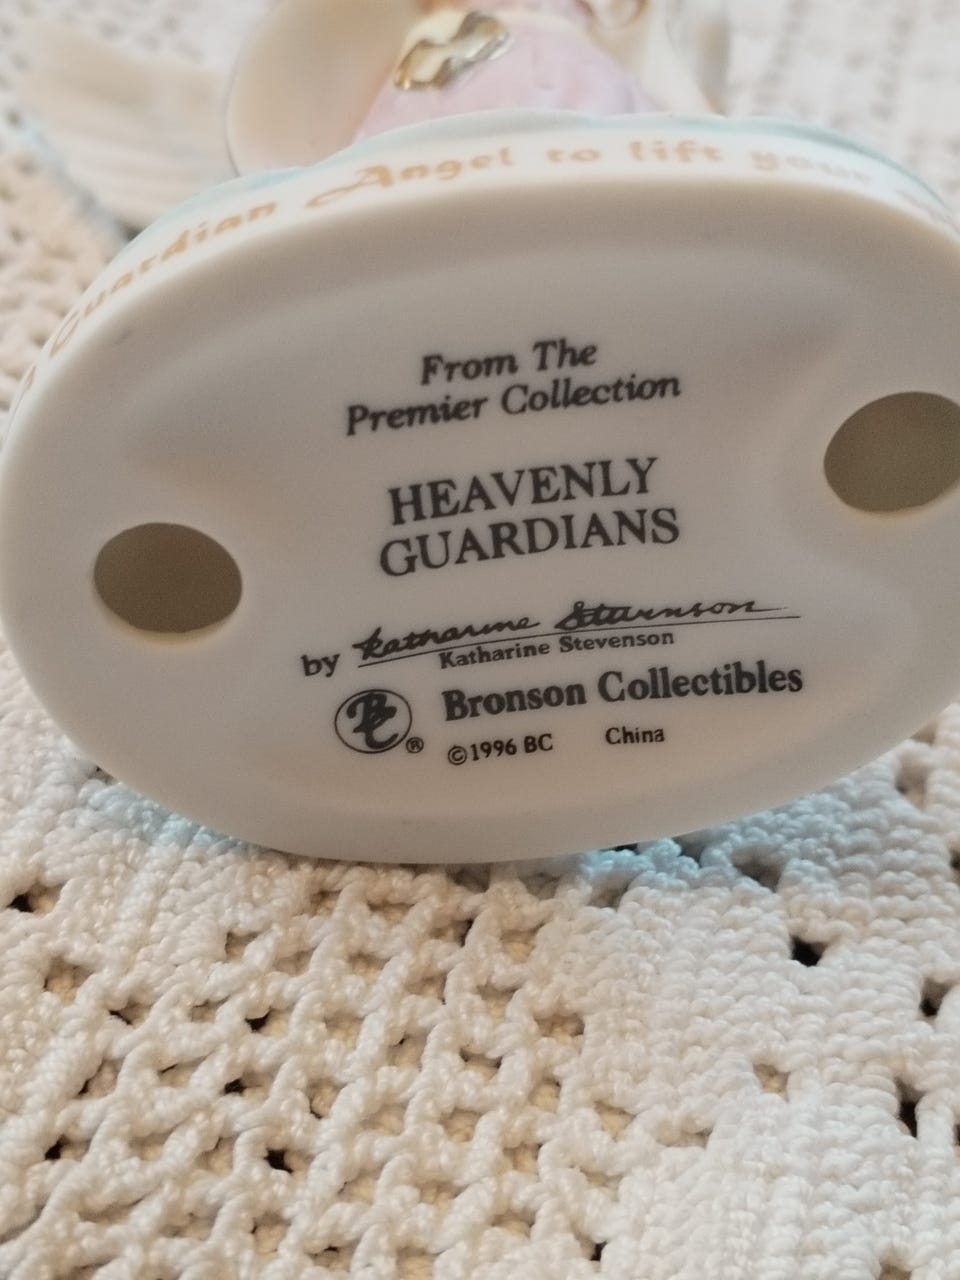 Guardian Angel to lift your
From The
Premier Collection
HEAVENLY
GUARDIANS
by Katharine Stevenson
Katharine Stevenson
BC® Bronson Collectibles
©1996 BC China